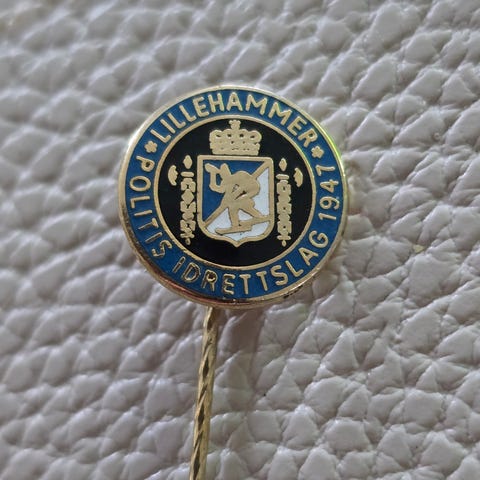 LILLEHAMMER
POLITIS IDRETTSLAG 1947